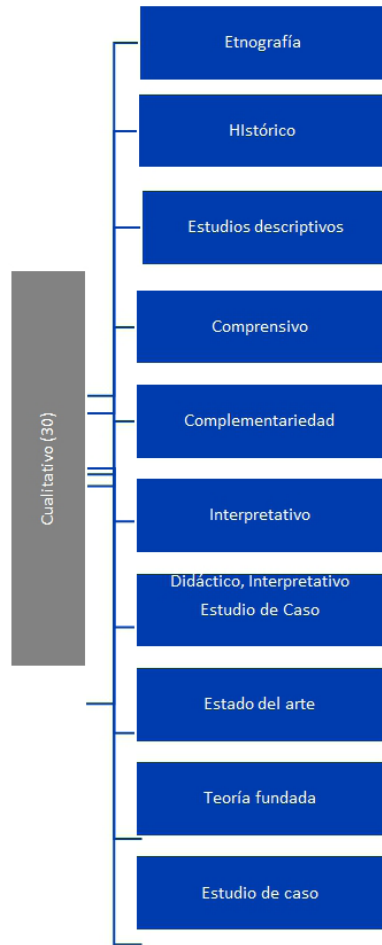 Etnografía
HIstórico
Estudios descriptivos
Comprensivo
Cualitativo (30)
Complementariedad
Interpretativo
Didáctico, Interpretativo
Estudio de Caso
Estado del arte
Teoría fundada
Estudio de caso